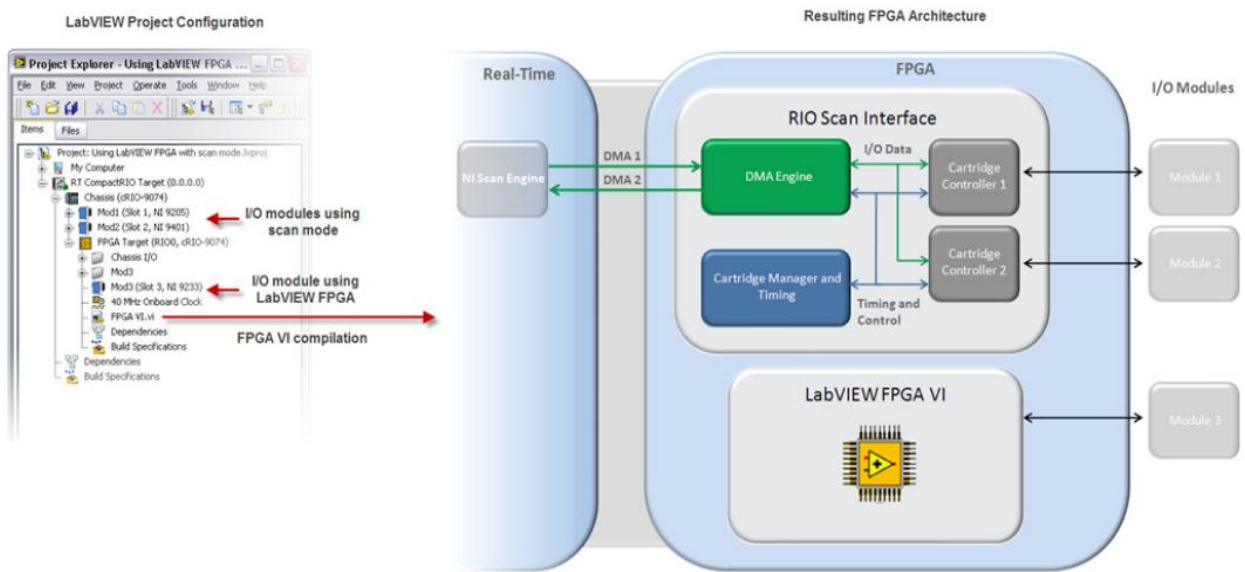 LabVIEW Project Configuration
Project Explorer - Using LabVIEW FPGA ...
File Edit View Project Operate Tools Window Help
Items Files
Project: Using LabVIEW FPGA with scan mode.lvproj
My Computer
RT CompactRIO Target (0.0.0.0)
Chassis (cRIO-9074)
Mod1 (Slot 1, NI 9205)
Mod2 (Slot 2, NI 9401)
FPGA Target (RIO0, cRIO-9074)
Chassis I/O
Mod3
Mod3 (Slot 3, NI 9233)
40 MHz Onboard Clock
FPGA VI.vi
Dependencies
Build Specifications
Dependencies
Build Specifications
I/O modules using
scan mode
I/O module using
LabVIEW FPGA
FPGA VI compilation
Resulting FPGA Architecture
Real-Time
NI Scan Engine
DMA 1
DMA 2
FPGA
RIO Scan Interface
DMA Engine
I/O Data
Cartridge
Controller 1
Cartridge
Controller 2
Cartridge Manager and
Timing
Timing and
Control
LabVIEW FPGA VI
I/O Modules
Module 1
Module 2
Module 3